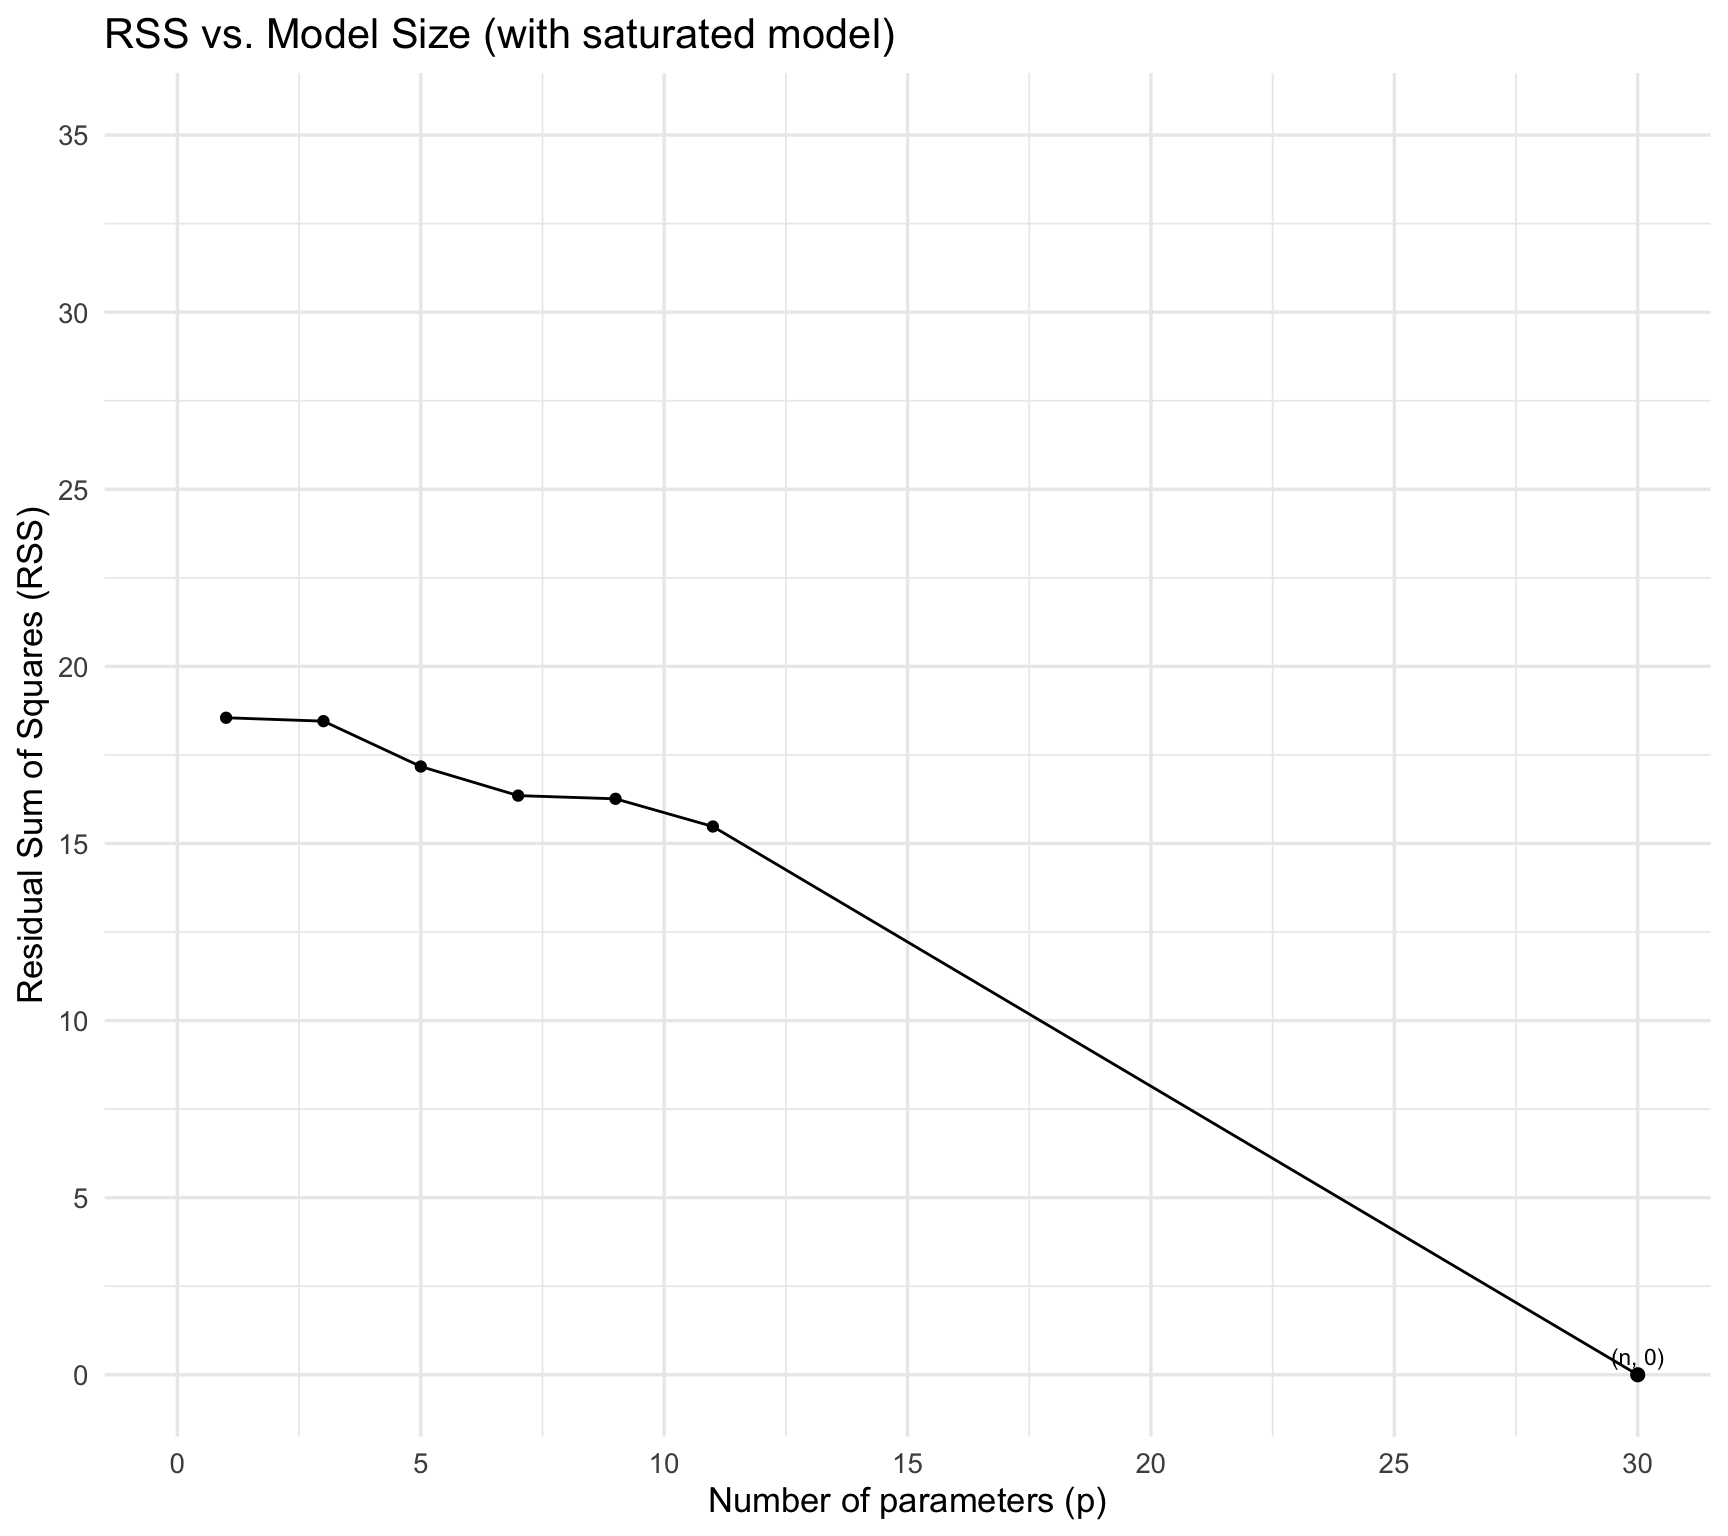 RSS vs. Model Size (with saturated model)
35
30
25
20
15
10
5
0
Residual Sum of Squares (RSS)
(n, 0)
0 5 10 15 20 25 30
Number of parameters (p)